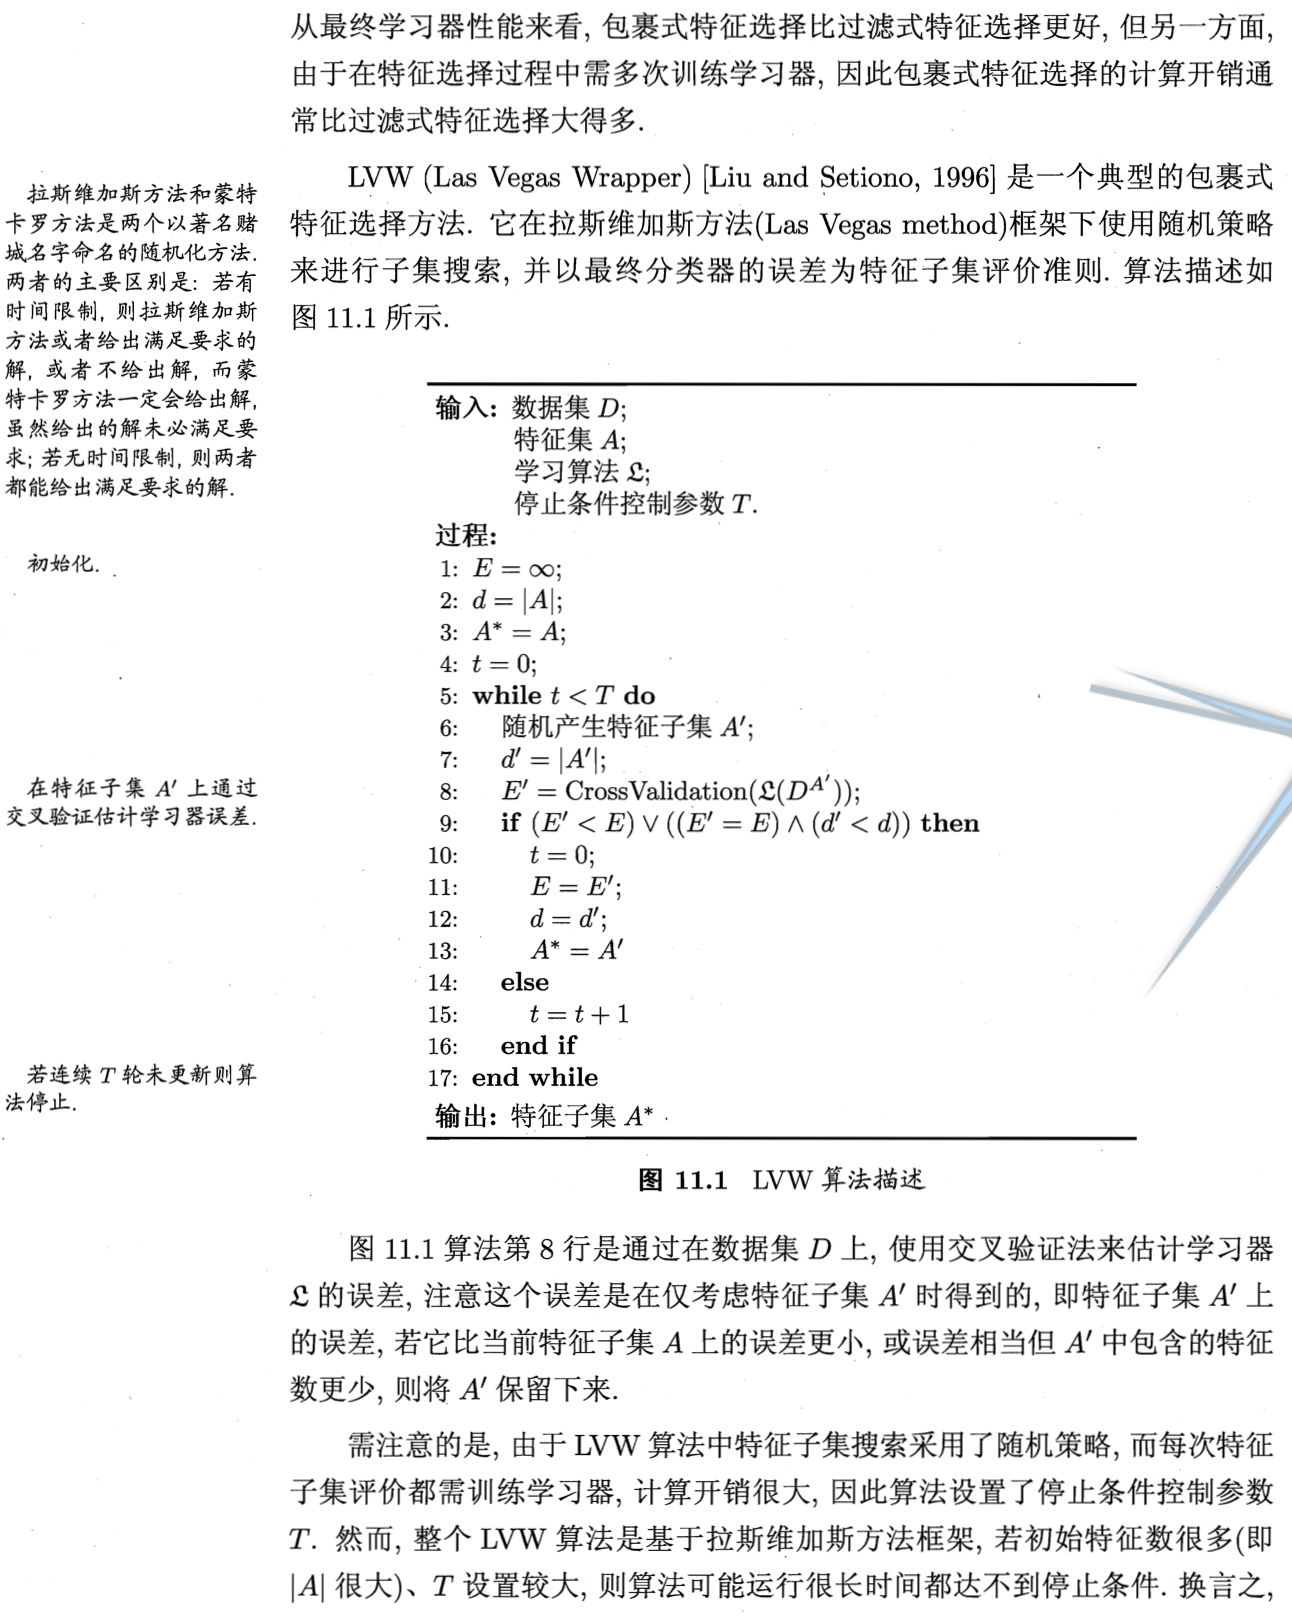 从最终学习器性能来看, 包裹式特征选择比过滤式特征选择更好, 但另一方面,
由于在特征选择过程中需多次训练学习器, 因此包裹式特征选择的计算开销通
常比过滤式特征选择大得多.
LVW (Las Vegas Wrapper) [Liu and Setiono, 1996] 是一个典型的包裹式
特征选择方法. 它在拉斯维加斯方法(Las Vegas method)框架下使用随机策略
来进行子集搜索, 并以最终分类器的误差为特征子集评价准则. 算法描述如
图 11.1 所示.
拉斯维加斯方法和蒙特
卡罗方法是两个以著名赌
城名字命名的随机化方法.
两者的主要区别是: 若有
时间限制, 则拉斯维加斯
方法或者给出满足要求的
解, 或者不给出解, 而蒙
特卡罗方法一定会给出解,
虽然给出的解未必满足要
求; 若无时间限制, 则两者
都能给出满足要求的解.
输入: 数据集 D;
特征集 A;
学习算法 𝔏;
停止条件控制参数 T.
过程:
初始化.
1: E = ∞;
2: d = |A|;
3: A* = A;
4: t = 0;
5: while t < T do
6: 随机产生特征子集 A′;
7: d′ = |A′|;
在特征子集 A′ 上通过
交叉验证估计学习器误差.
8: E′ = CrossValidation(𝔏(D^{A′}));
9: if (E′ < E) ∨ ((E′ = E) ∧ (d′ < d)) then
10: t = 0;
11: E = E′;
12: d = d′;
13: A* = A′
14: else
15: t = t + 1
16: end if
17: end while
若连续 T 轮未更新则算
法停止.
输出: 特征子集 A*
图 11.1 LVW 算法描述
图 11.1 算法第 8 行是通过在数据集 D 上, 使用交叉验证法来估计学习器
𝔏 的误差, 注意这个误差是在仅考虑特征子集 A′ 时得到的, 即特征子集 A′ 上
的误差, 若它比当前特征子集 A 上的误差更小, 或误差相当但 A′ 中包含的特征
数更少, 则将 A′ 保留下来.
需注意的是, 由于 LVW 算法中特征子集搜索采用了随机策略, 而每次特征
子集评价都需训练学习器, 计算开销很大, 因此算法设置了停止条件控制参数
T. 然而, 整个 LVW 算法是基于拉斯维加斯方法框架, 若初始特征数很多(即
|A| 很大)、T 设置较大, 则算法可能运行很长时间都达不到停止条件. 换言之,